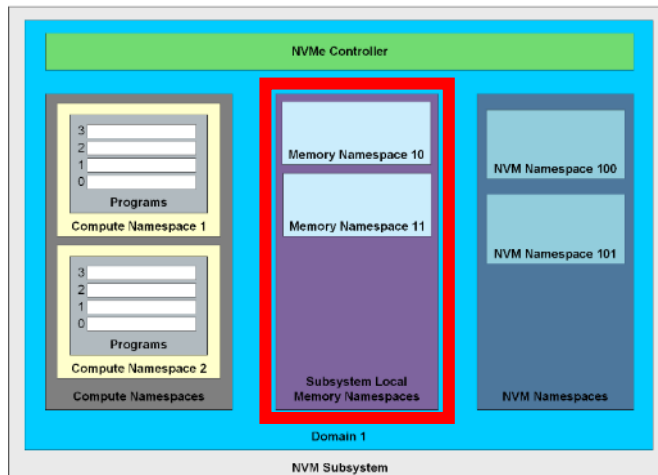 NVMe Controller
3
2
1
0
Programs
Compute Namespace 1
3
2
1
0
Programs
Compute Namespace 2
Compute Namespaces
Memory Namespace 10
Memory Namespace 11
Subsystem Local
Memory Namespaces
NVM Namespace 100
NVM Namespace 101
NVM Namespaces
Domain 1
NVM Subsystem